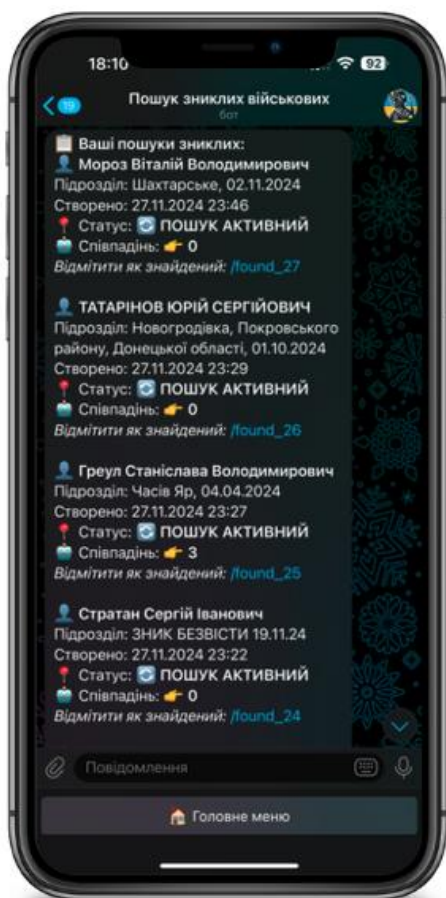 18:10
92
19
Пошук зниклих військових
бот
Ваші пошуки зниклих:
Мороз Віталій Володимирович
Підрозділ: Шахтарське, 02.11.2024
Створено: 27.11.2024 23:46
Статус: ПОШУК АКТИВНИЙ
Співпадінь: 0
Відмітити як знайдений: /found_27
ТАТАРІНОВ ЮРІЙ СЕРГІЙОВИЧ
Підрозділ: Новогродівка, Покровського
району, Донецької області, 01.10.2024
Створено: 27.11.2024 23:29
Статус: ПОШУК АКТИВНИЙ
Співпадінь: 0
Відмітити як знайдений: /found_26
Греул Станіслава Володимирович
Підрозділ: Часів Яр, 04.04.2024
Створено: 27.11.2024 23:27
Статус: ПОШУК АКТИВНИЙ
Співпадінь: 3
Відмітити як знайдений: /found_25
Стратан Сергій Іванович
Підрозділ: ЗНИК БЕЗВІСТИ 19.11.24
Створено: 27.11.2024 23:22
Статус: ПОШУК АКТИВНИЙ
Співпадінь: 0
Відмітити як знайдений: /found_24
Повідомлення
Головне меню